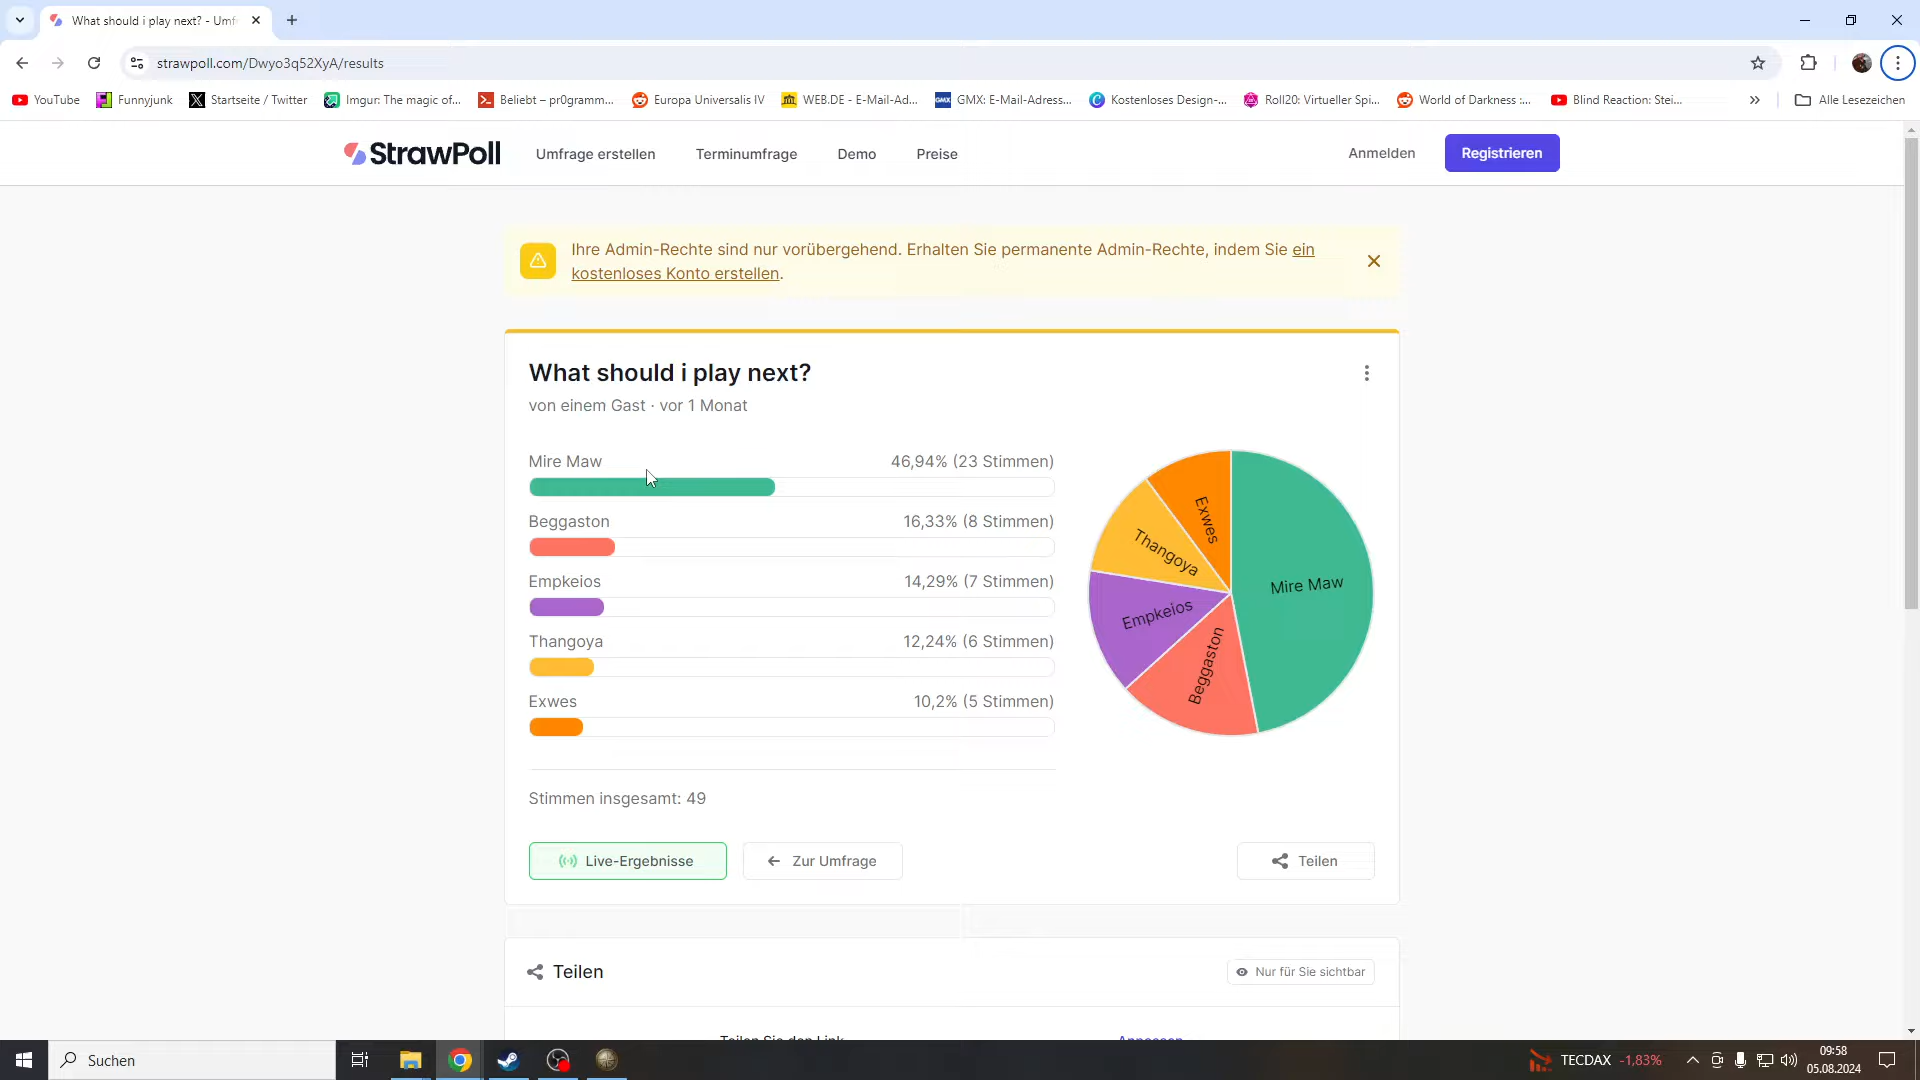 What should i play next? - Umf
strawpoll.com/Dwyo3q52XyA/results
YouTube
Funnyjunk
Startseite / Twitter
Imgur: The magic of...
Beliebt – pr0gramm...
Europa Universalis IV
WEB.DE - E-Mail-Ad...
GMX: E-Mail-Adress...
Kostenloses Design-...
Roll20: Virtueller Spi...
World of Darkness :...
Blind Reaction: Stei...
Alle Lesezeichen
StrawPoll
Umfrage erstellen
Terminumfrage
Demo
Preise
Anmelden
Registrieren
Ihre Admin-Rechte sind nur vorübergehend. Erhalten Sie permanente Admin-Rechte, indem Sie ein
kostenloses Konto erstellen.
What should i play next?
von einem Gast · vor 1 Monat
Mire Maw 46,94% (23 Stimmen)
Beggaston 16,33% (8 Stimmen)
Empkeios 14,29% (7 Stimmen)
Thangoya 12,24% (6 Stimmen)
Exwes 10,2% (5 Stimmen)
Exwes
Thangoya
Mire Maw
Empkeios
Beggaston
Stimmen insgesamt: 49
Live-Ergebnisse
Zur Umfrage
Teilen
Teilen
Nur für Sie sichtbar
Teilen Sie den Link
Anpassen
Suchen
TECDAX -1,83%
09:58
05.08.2024